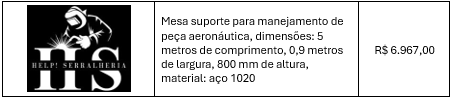 HS
HELP! SERRALHERIA
Mesa suporte para manejamento de
peça aeronáutica, dimensões: 5
metros de comprimento, 0,9 metros
de largura, 800 mm de altura,
material: aço 1020
R$ 6.967,00